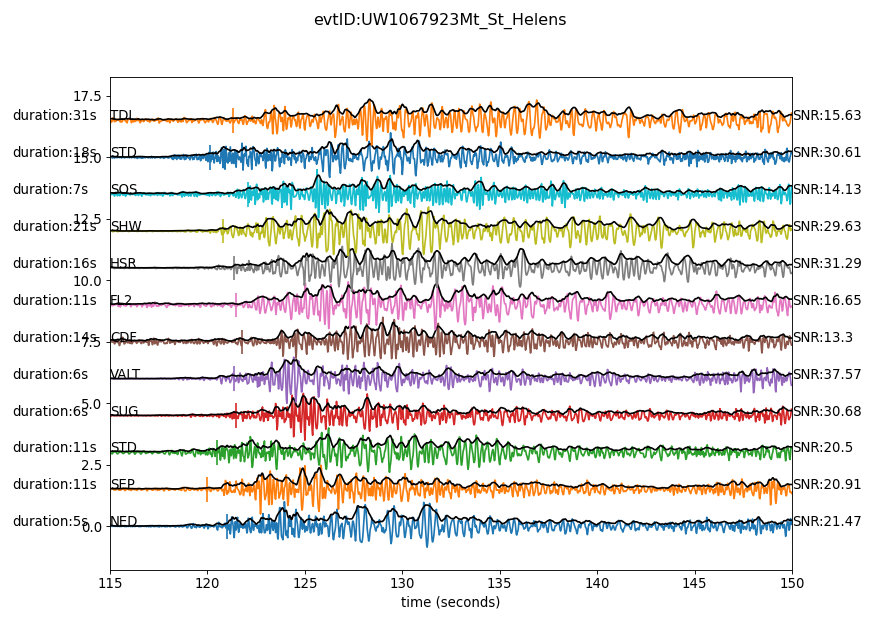 evtID:UW1067923Mt_St_Helens
17.5
duration:31s TDL SNR:15.63
duration:18s STD SNR:30.61
15.0
duration:7s SOS SNR:14.13
12.5
duration:21s SHW SNR:29.63
duration:16s HSR SNR:31.29
10.0
duration:11s FL2 SNR:16.65
duration:14s CDF SNR:13.3
7.5
duration:6s VALT SNR:37.57
5.0
duration:6s SUG SNR:30.68
duration:11s STD SNR:20.5
2.5
duration:11s SEP SNR:20.91
duration:5s NED SNR:21.47
0.0
115 120 125 130 135 140 145 150
time (seconds)